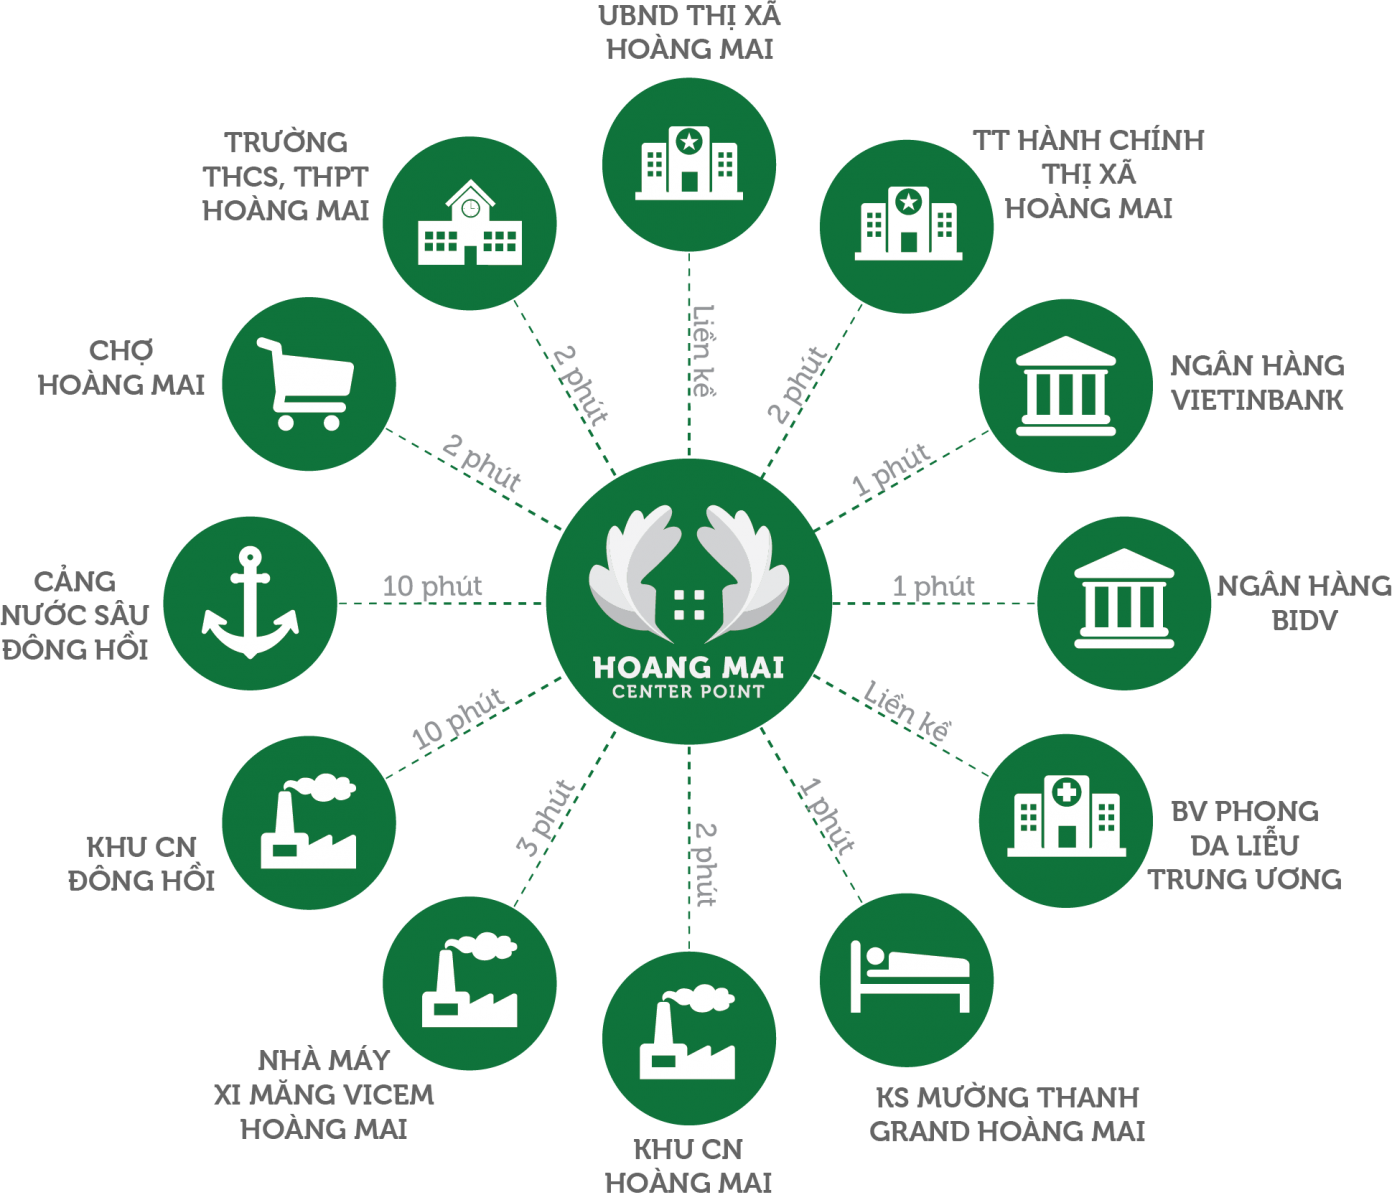 UBND THỊ XÃ
HOÀNG MAI
TT HÀNH CHÍNH
THỊ XÃ
HOÀNG MAI
TRƯỜNG
THCS, THPT
HOÀNG MAI
CHỢ
HOÀNG MAI
NGÂN HÀNG
VIETINBANK
Liền kề
2 phút
2 phút
2 phút
1 phút
CẢNG
NƯỚC SÂU
ĐÔNG HỒI
10 phút
1 phút
NGÂN HÀNG
BIDV
HOANG MAI
CENTER POINT
10 phút
Liền kề
3 phút
2 phút
1 phút
KHU CN
ĐÔNG HỒI
BV PHONG
DA LIỄU
TRUNG ƯƠNG
NHÀ MÁY
XI MĂNG VICEM
HOÀNG MAI
KHU CN
HOÀNG MAI
KS MƯỜNG THANH
GRAND HOÀNG MAI